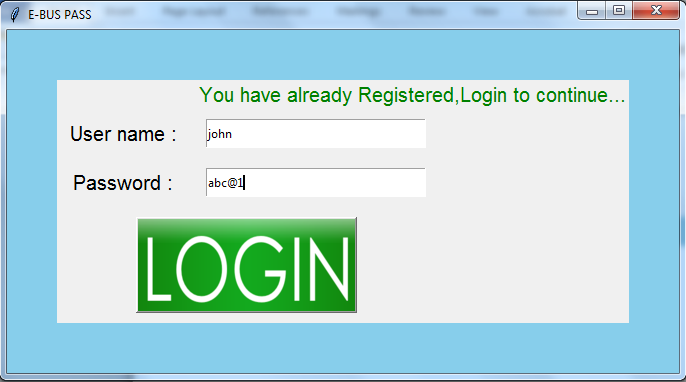 E-BUS PASS
You have already Registered,Login to continue...
User name :
john
Password :
abc@1
LOGIN